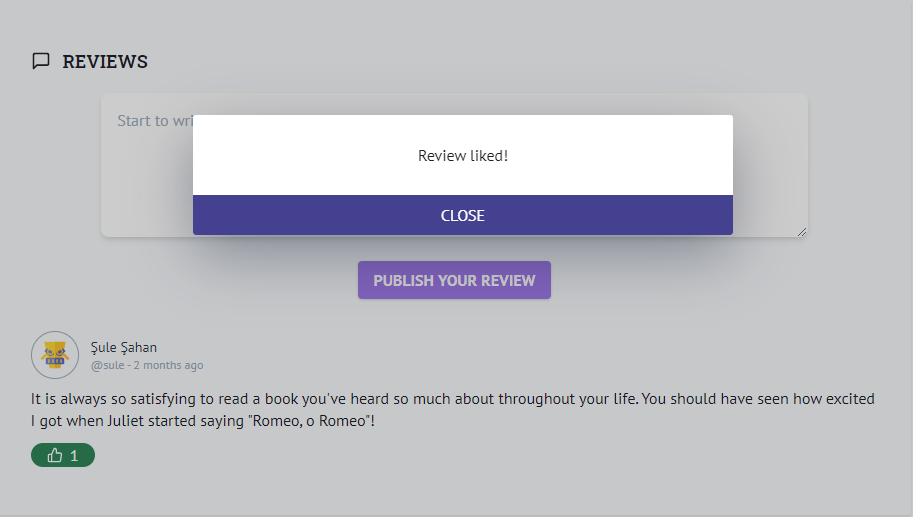 REVIEWS
Start to wri
Review liked!
CLOSE
PUBLISH YOUR REVIEW
Şule Şahan
@sule - 2 months ago
It is always so satisfying to read a book you've heard so much about throughout your life. You should have seen how excited
I got when Juliet started saying "Romeo, o Romeo"!
1